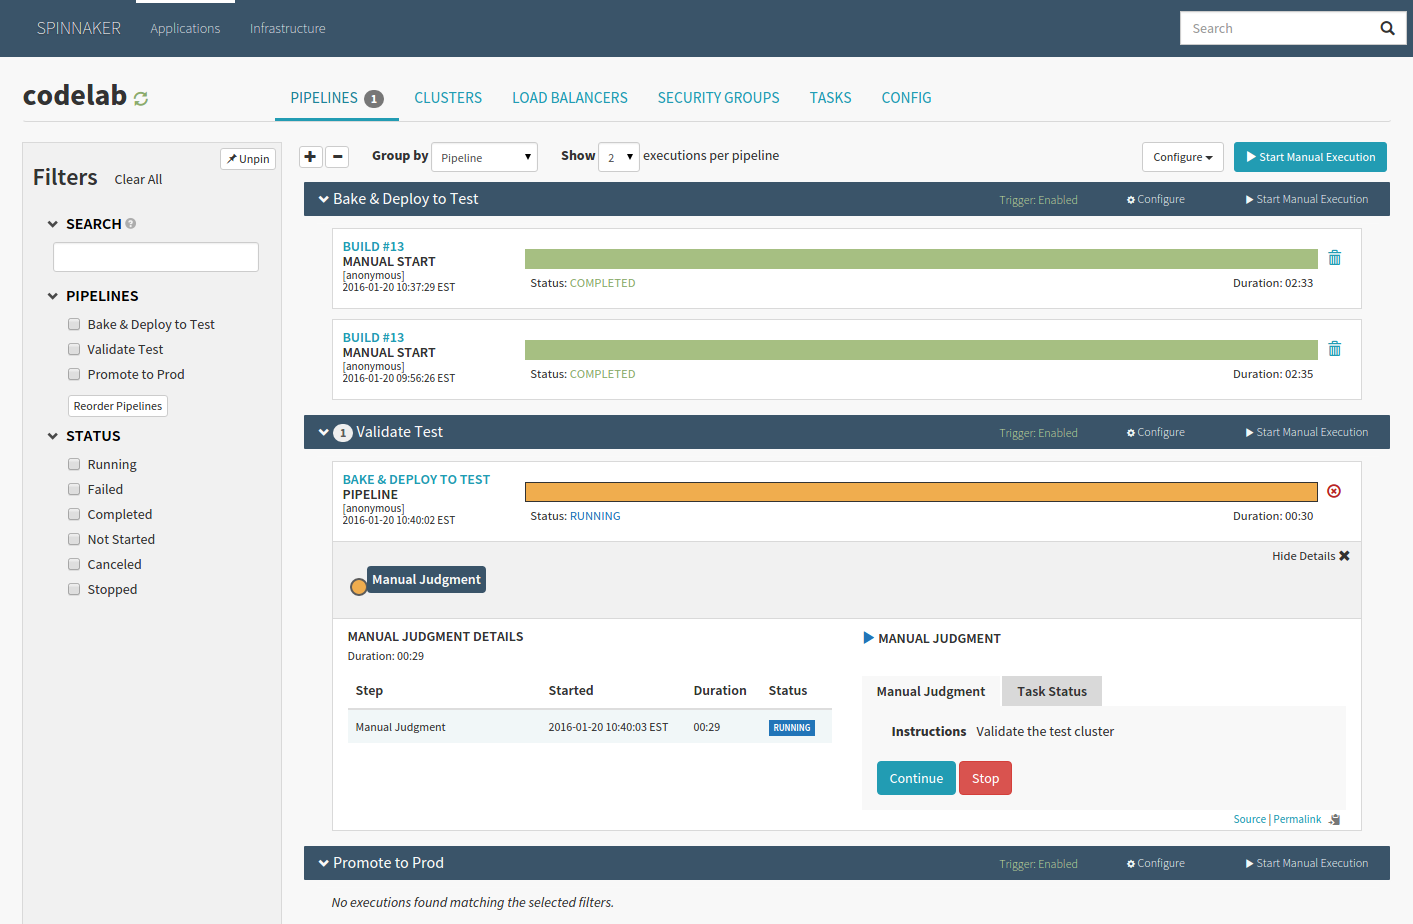 SPINNAKER Applications Infrastructure Search
codelab PIPELINES 1 CLUSTERS LOAD BALANCERS SECURITY GROUPS TASKS CONFIG
Unpin
Filters Clear All
SEARCH ?
PIPELINES
Bake & Deploy to Test
Validate Test
Promote to Prod
Reorder Pipelines
STATUS
Running
Failed
Completed
Not Started
Canceled
Stopped
Group by Pipeline Show 2 executions per pipeline Configure Start Manual Execution
Bake & Deploy to Test Trigger: Enabled Configure Start Manual Execution
BUILD #13
MANUAL START
[anonymous]
2016-01-20 10:37:29 EST
Status: COMPLETED Duration: 02:33
BUILD #13
MANUAL START
[anonymous]
2016-01-20 09:56:26 EST
Status: COMPLETED Duration: 02:35
1 Validate Test Trigger: Enabled Configure Start Manual Execution
BAKE & DEPLOY TO TEST
PIPELINE
[anonymous]
2016-01-20 10:40:02 EST
Status: RUNNING Duration: 00:30
Hide Details
Manual Judgment
MANUAL JUDGMENT DETAILS
Duration: 00:29
Step Started Duration Status
Manual Judgment 2016-01-20 10:40:03 EST 00:29 RUNNING
MANUAL JUDGMENT
Manual Judgment Task Status
Instructions Validate the test cluster
Continue Stop
Source | Permalink
Promote to Prod Trigger: Enabled Configure Start Manual Execution
No executions found matching the selected filters.